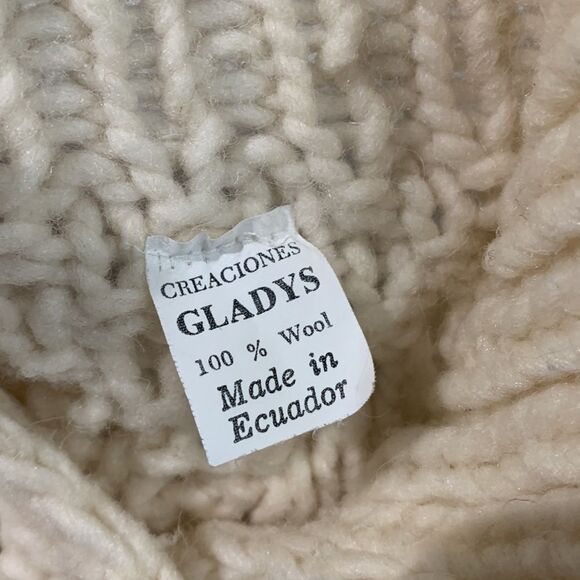 CREACIONES
GLADYS
100 % Wool
Made in
Ecuador